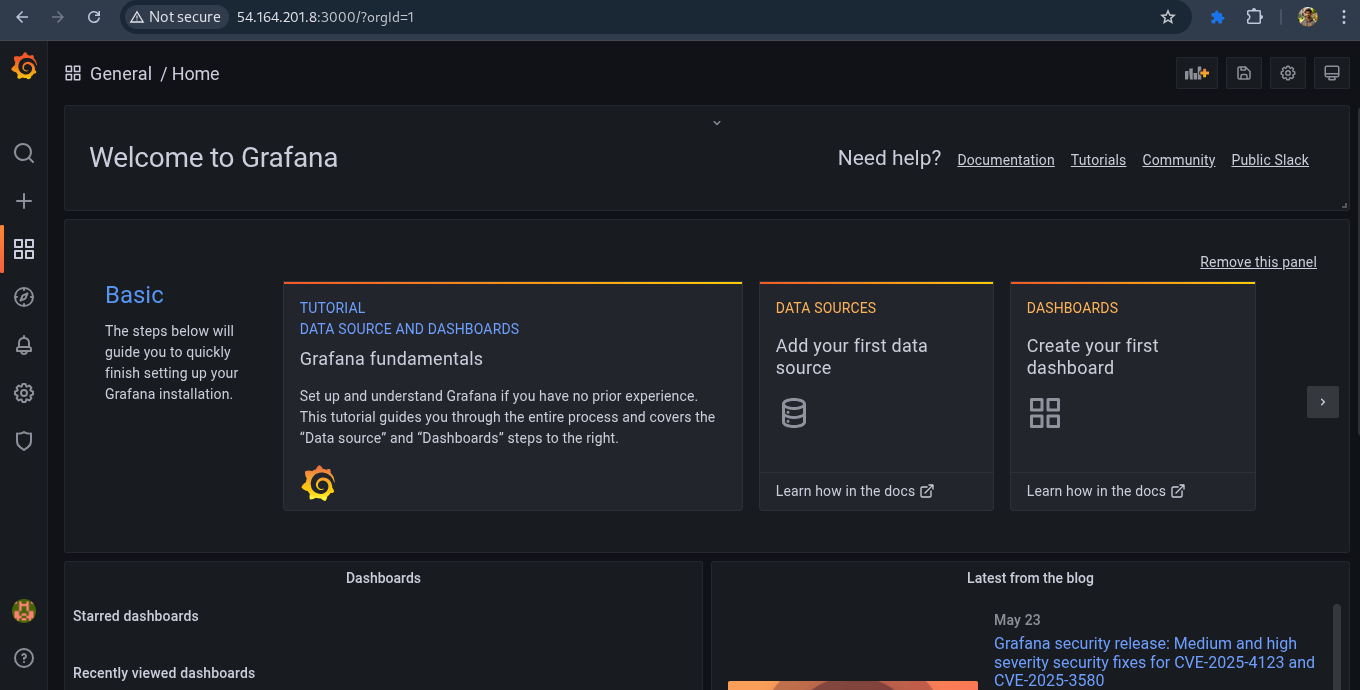 Not secure
54.164.201.8:3000/?orgId=1
General / Home
Welcome to Grafana
Need help? Documentation Tutorials Community Public Slack
Remove this panel
Basic
The steps below will
guide you to quickly
finish setting up your
Grafana installation.
TUTORIAL
DATA SOURCE AND DASHBOARDS
Grafana fundamentals
Set up and understand Grafana if you have no prior experience.
This tutorial guides you through the entire process and covers the
“Data source” and “Dashboards” steps to the right.
DATA SOURCES
Add your first data
source
Learn how in the docs
DASHBOARDS
Create your first
dashboard
Learn how in the docs
Dashboards
Starred dashboards
Recently viewed dashboards
Latest from the blog
May 23
Grafana security release: Medium and high
severity security fixes for CVE-2025-4123 and
CVE-2025-3580